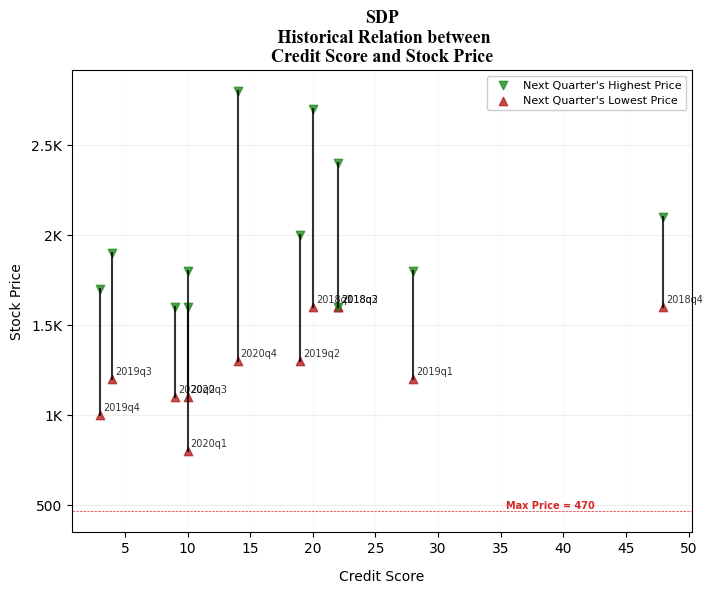 SDP
Historical Relation between
Credit Score and Stock Price
Next Quarter's Highest Price
Next Quarter's Lowest Price
Stock Price
2.5K
2K
1.5K
1K
500
2018q4
2019q3
2020q4
2019q2
2019q1
2019q4
2020q1
Max Price = 470
5
10
15
20
25
30
35
40
45
50
Credit Score